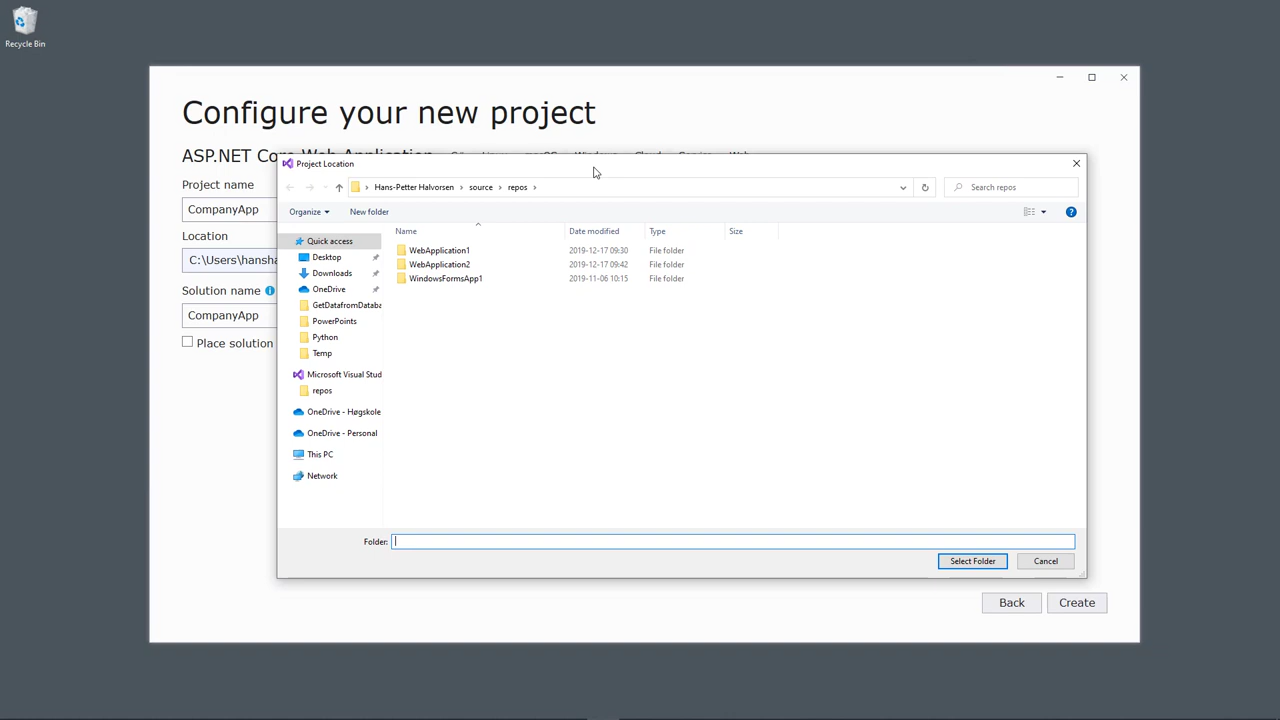 Recycle Bin
Configure your new project
ASP.NET Core Web Application
Project Location
Project name
Hans-Petter Halvorsen source repos
Search repos
CompanyApp
Organize New folder
Location
Name Date modified Type Size
Quick access
WebApplication1 2019-12-17 09:30 File folder
C:\Users\hansha
Desktop
WebApplication2 2019-12-17 09:42 File folder
Downloads
WindowsFormsApp1 2019-11-06 10:15 File folder
Solution name
OneDrive
GetDatafromDataba
CompanyApp
PowerPoints
Python
Place solution
Temp
Microsoft Visual Stud
repos
OneDrive - Høgskole
OneDrive - Personal
This PC
Network
Folder:
Select Folder Cancel
Back Create